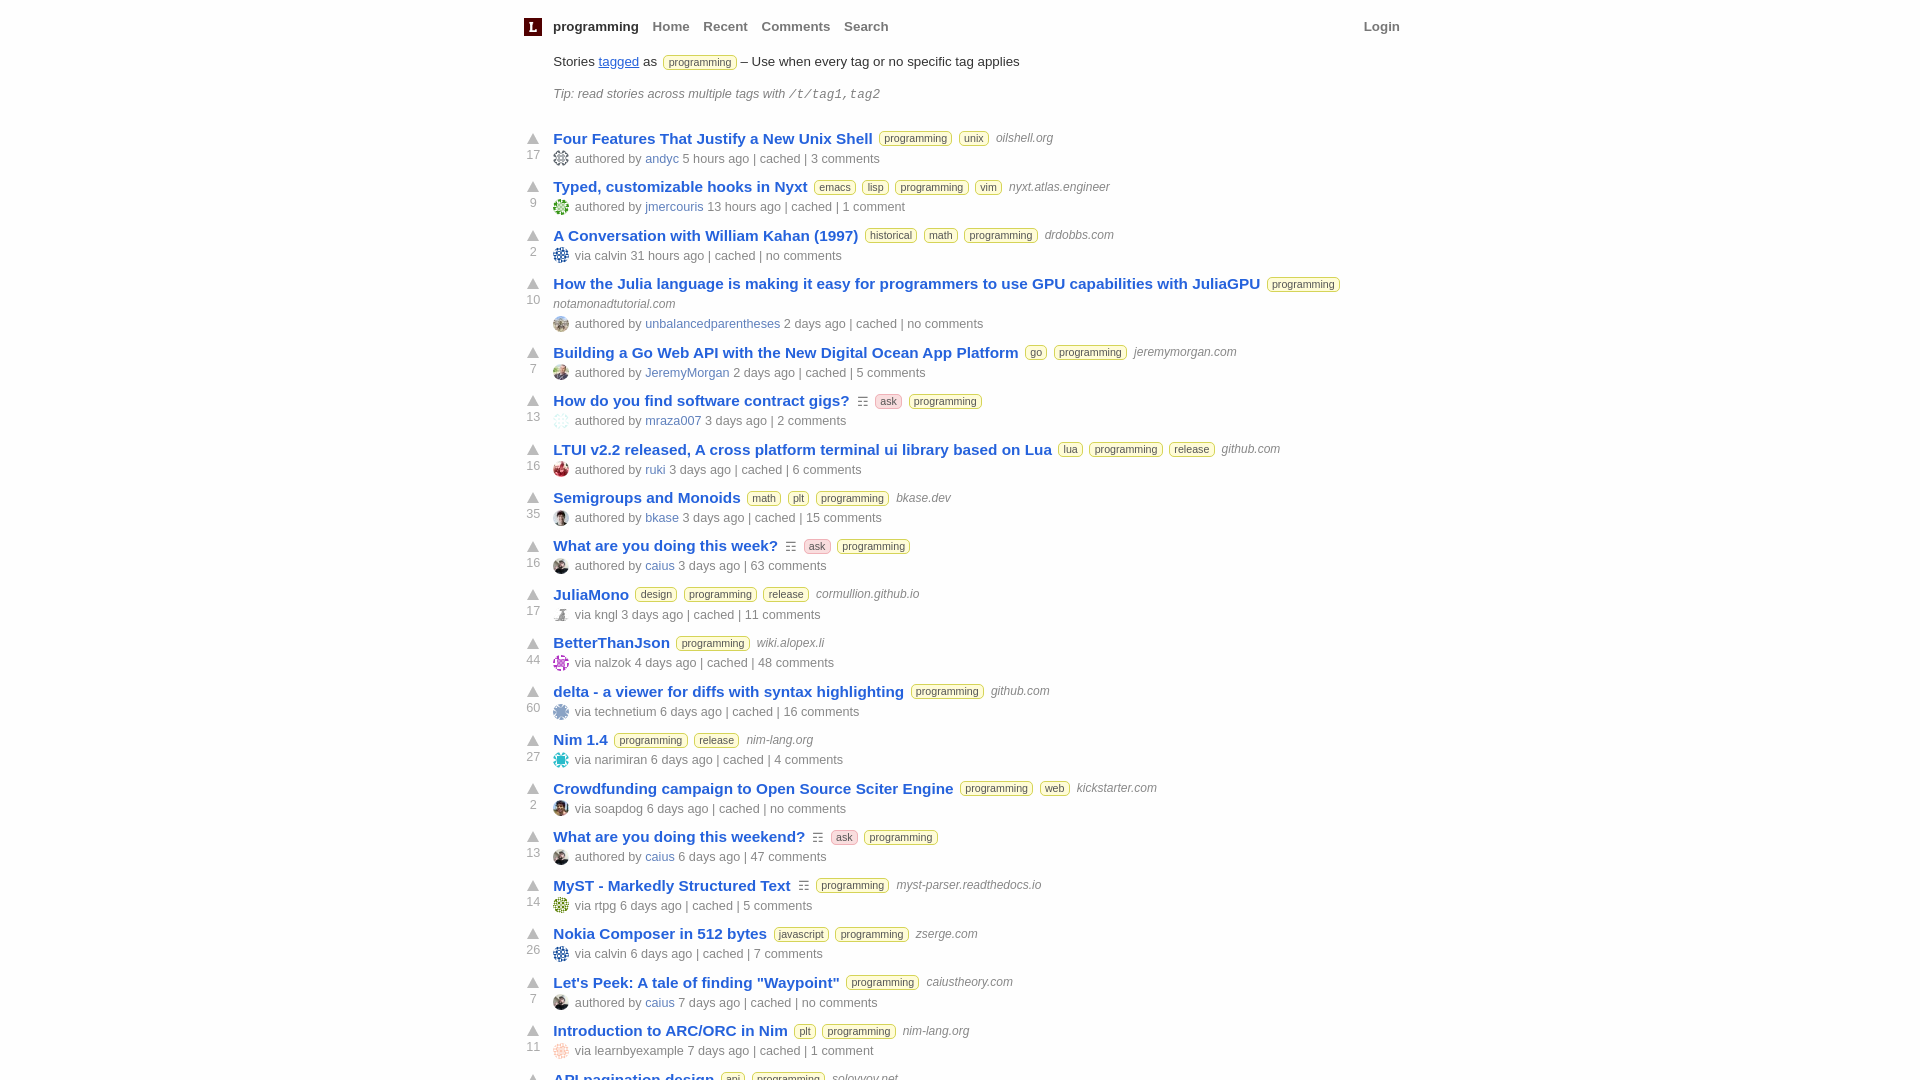 L programming Home Recent Comments Search Login
Stories tagged as programming – Use when every tag or no specific tag applies
Tip: read stories across multiple tags with /t/tag1,tag2
Four Features That Justify a New Unix Shell programming unix oilshell.org
17 authored by andyc 5 hours ago | cached | 3 comments
Typed, customizable hooks in Nyxt emacs lisp programming vim nyxt.atlas.engineer
9 authored by jmercouris 13 hours ago | cached | 1 comment
A Conversation with William Kahan (1997) historical math programming drdobbs.com
2 via calvin 31 hours ago | cached | no comments
How the Julia language is making it easy for programmers to use GPU capabilities with JuliaGPU programming
10 notamonadtutorial.com
authored by unbalancedparentheses 2 days ago | cached | no comments
Building a Go Web API with the New Digital Ocean App Platform go programming jeremymorgan.com
7 authored by JeremyMorgan 2 days ago | cached | 5 comments
How do you find software contract gigs? ☶ ask programming
13 authored by mraza007 3 days ago | 2 comments
LTUI v2.2 released, A cross platform terminal ui library based on Lua lua programming release github.com
16 authored by ruki 3 days ago | cached | 6 comments
Semigroups and Monoids math plt programming bkase.dev
35 authored by bkase 3 days ago | cached | 15 comments
What are you doing this week? ☶ ask programming
16 authored by caius 3 days ago | 63 comments
JuliaMono design programming release cormullion.github.io
17 via kngl 3 days ago | cached | 11 comments
BetterThanJson programming wiki.alopex.li
44 via nalzok 4 days ago | cached | 48 comments
delta - a viewer for diffs with syntax highlighting programming github.com
60 via technetium 6 days ago | cached | 16 comments
Nim 1.4 programming release nim-lang.org
27 via narimiran 6 days ago | cached | 4 comments
Crowdfunding campaign to Open Source Sciter Engine programming web kickstarter.com
2 via soapdog 6 days ago | cached | no comments
What are you doing this weekend? ☶ ask programming
13 authored by caius 6 days ago | 47 comments
MyST - Markedly Structured Text ☶ programming myst-parser.readthedocs.io
14 via rtpg 6 days ago | cached | 5 comments
Nokia Composer in 512 bytes javascript programming zserge.com
26 via calvin 6 days ago | cached | 7 comments
Let's Peek: A tale of finding "Waypoint" programming caiustheory.com
7 authored by caius 7 days ago | cached | no comments
Introduction to ARC/ORC in Nim plt programming nim-lang.org
11 via learnbyexample 7 days ago | cached | 1 comment
API pagination design api programming solovyov.net